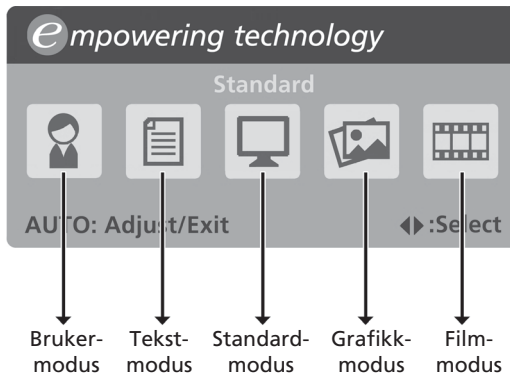 empowering technology
Standard
AUTO: Adjust/Exit :Select
Bruker- Tekst- Standard- Grafikk- Film-
modus modus modus modus modus